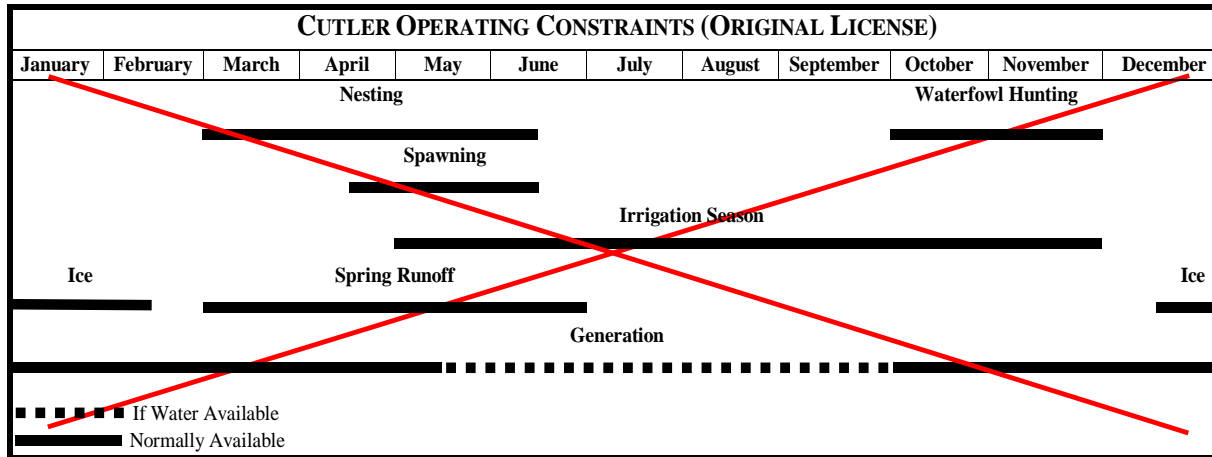 CUTLER OPERATING CONSTRAINTS (ORIGINAL LICENSE)
January February March April May June July August September October November December
Nesting Waterfowl Hunting
Spawning
Irrigation Season
Ice Spring Runoff Ice
Generation
If Water Available
Normally Available